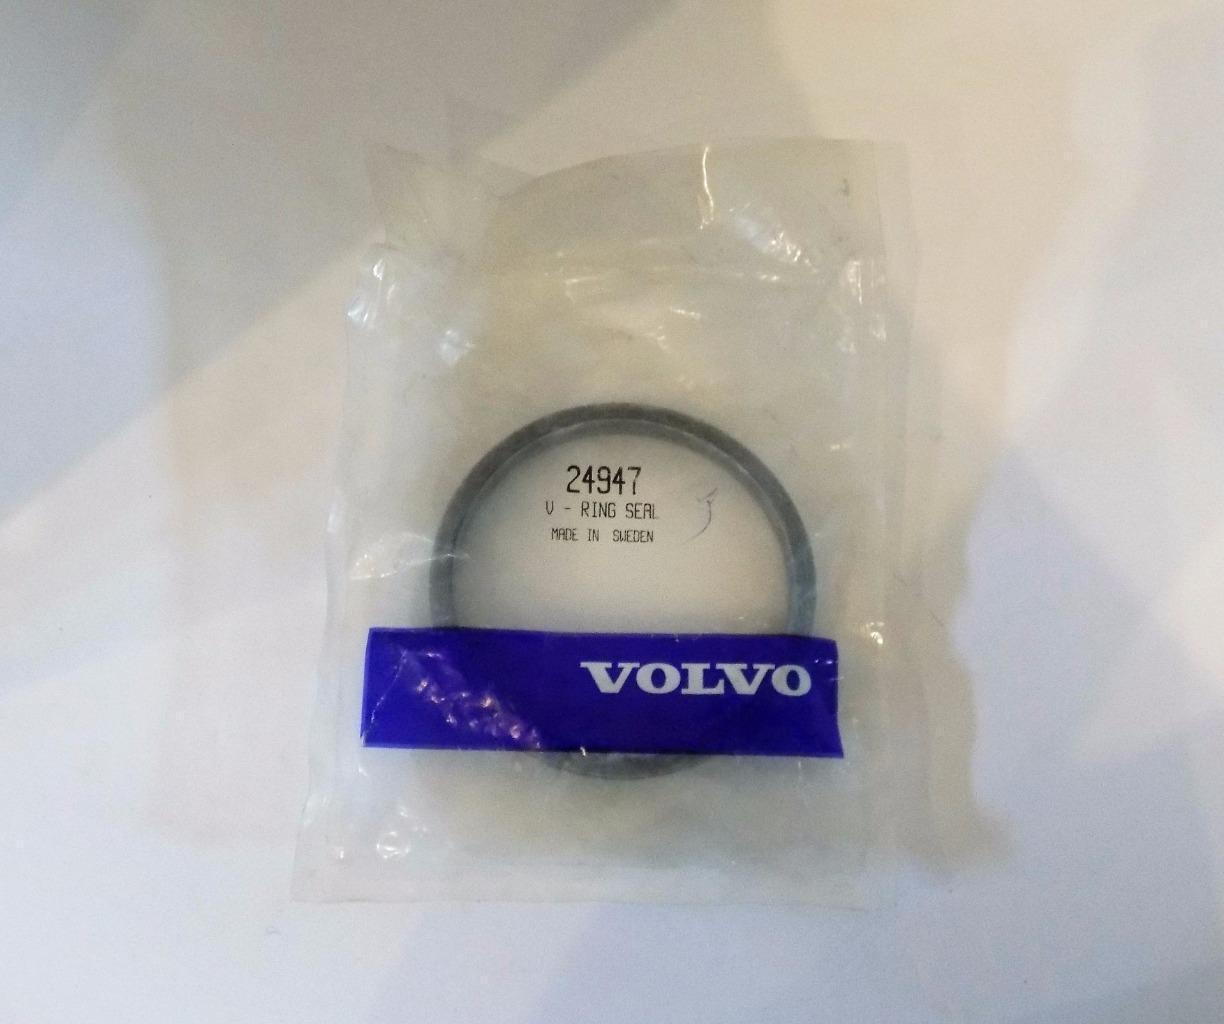 24947
V - RING SEAL
MADE IN SWEDEN
VOLVO